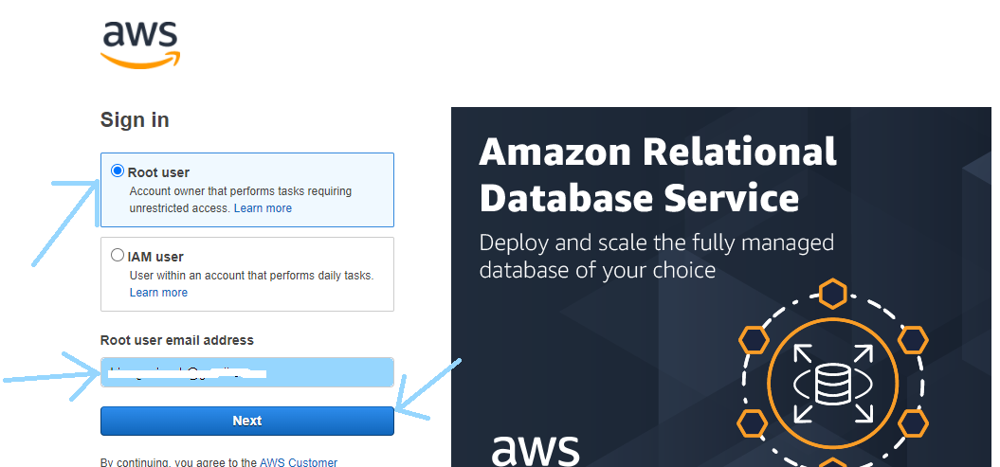 aws
Sign in
Root user
Account owner that performs tasks requiring
unrestricted access. Learn more
IAM user
User within an account that performs daily tasks.
Learn more
Root user email address
Next
By continuing, you agree to the AWS Customer
Amazon Relational
Database Service
Deploy and scale the fully managed
database of your choice
aws